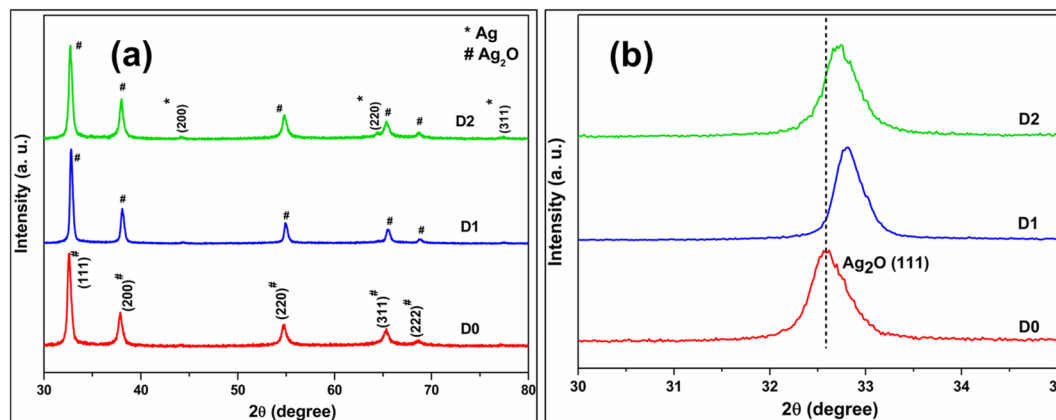 (a)
* Ag
# Ag₂O
#
#
*
(200)
#
*
(220)
#
#
*
(311)
D2
#
#
#
#
#
D1
#
(111)
#
(200)
#
(220)
#
(311)
#
(222)
D0
Intensity (a. u.)
30 40 50 60 70 80
2θ (degree)
(b)
D2
D1
Ag₂O (111)
D0
Intensity (a. u.)
30 31 32 33 34
2θ (degree)